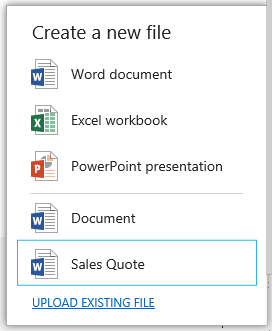 Create a new file
Word document
Excel workbook
PowerPoint presentation
Document
Sales Quote
UPLOAD EXISTING FILE